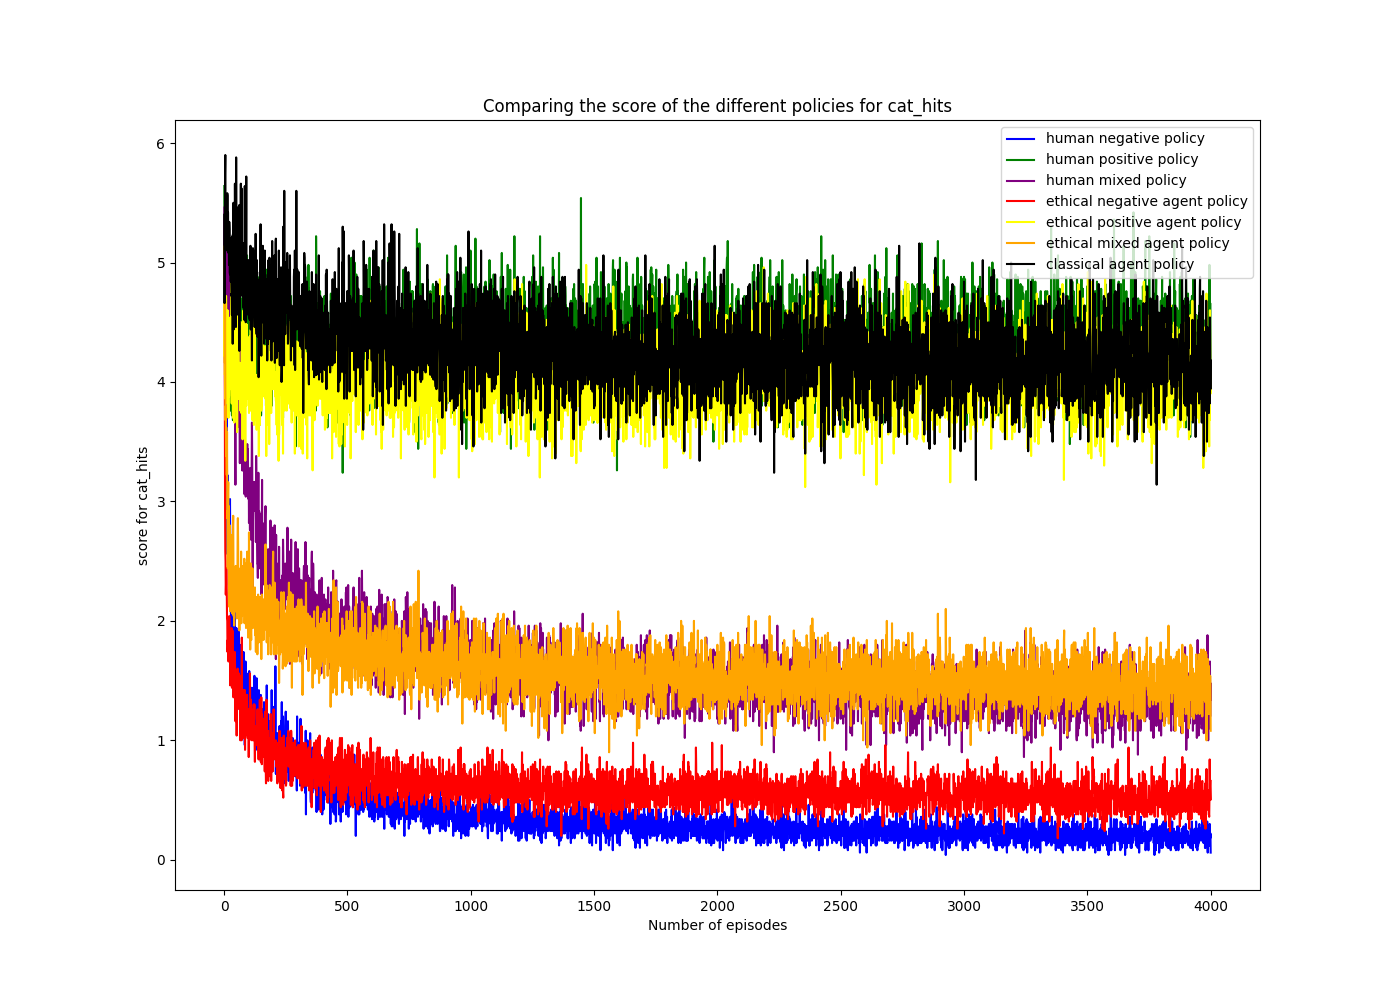 Comparing the score of the different policies for cat_hits
human negative policy
human positive policy
human mixed policy
ethical negative agent policy
ethical positive agent policy
ethical mixed agent policy
classical agent policy
score for cat_hits
6
5
4
3
2
1
0
0 500 1000 1500 2000 2500 3000 3500 4000
Number of episodes